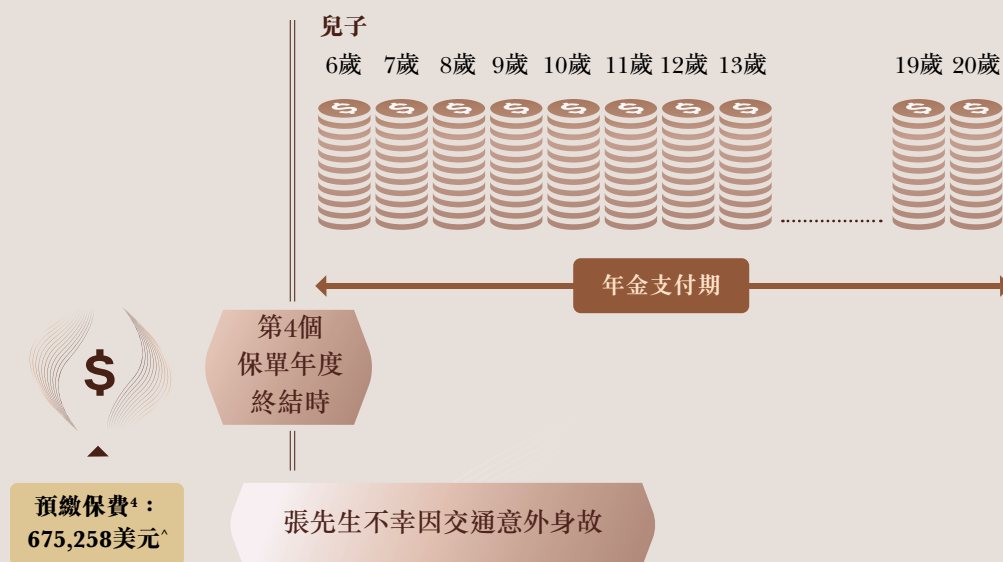 兒子
6歲 7歲 8歲 9歲 10歲 11歲 12歲 13歲 19歲 20歲
年金支付期
第4個
保單年度
終結時
$
預繳保費⁴：
675,258美元^
張先生不幸因交通意外身故